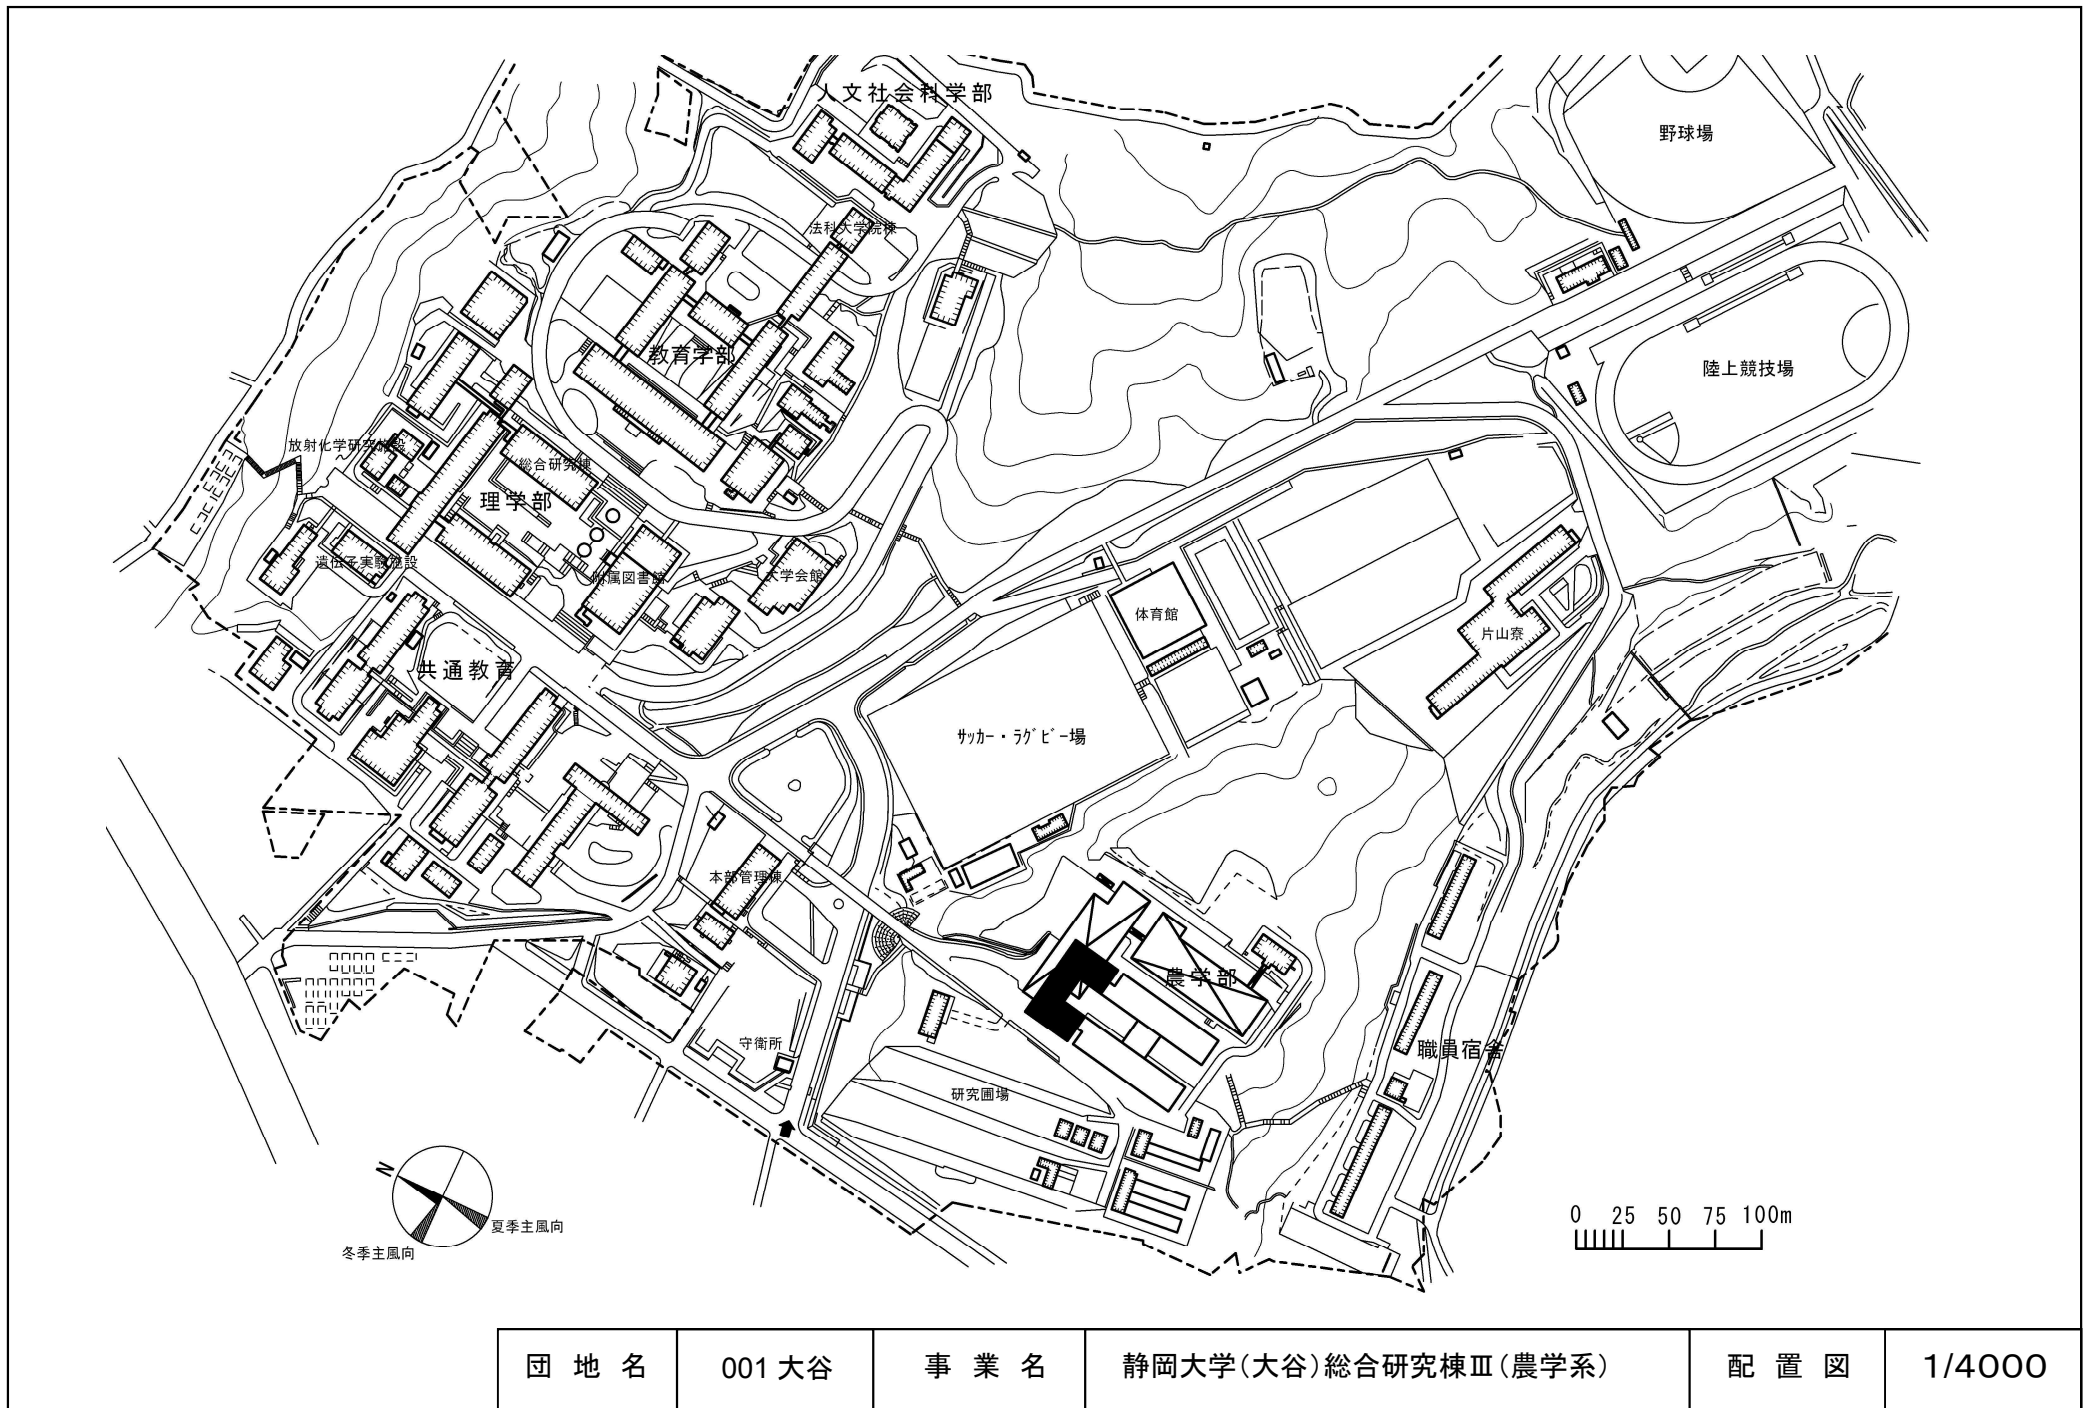 人文社会科学部
野球場
法科大学院棟
教育学部
陸上競技場
放射化学研究施設
総合研究棟
理学部
遺伝子実験施設
附属図書館
大学会館
体育館
片山寮
共通教育
ｻｯｶｰ・ﾗｸﾞﾋﾞｰ場
本部管理棟
農学部
守衛所
職員宿舎
研究圃場
N
夏季主風向
冬季主風向
0 25 50 75 100m
団地名 001 大谷 事業名 静岡大学(大谷)総合研究棟Ⅲ(農学系) 配置図 1/4000